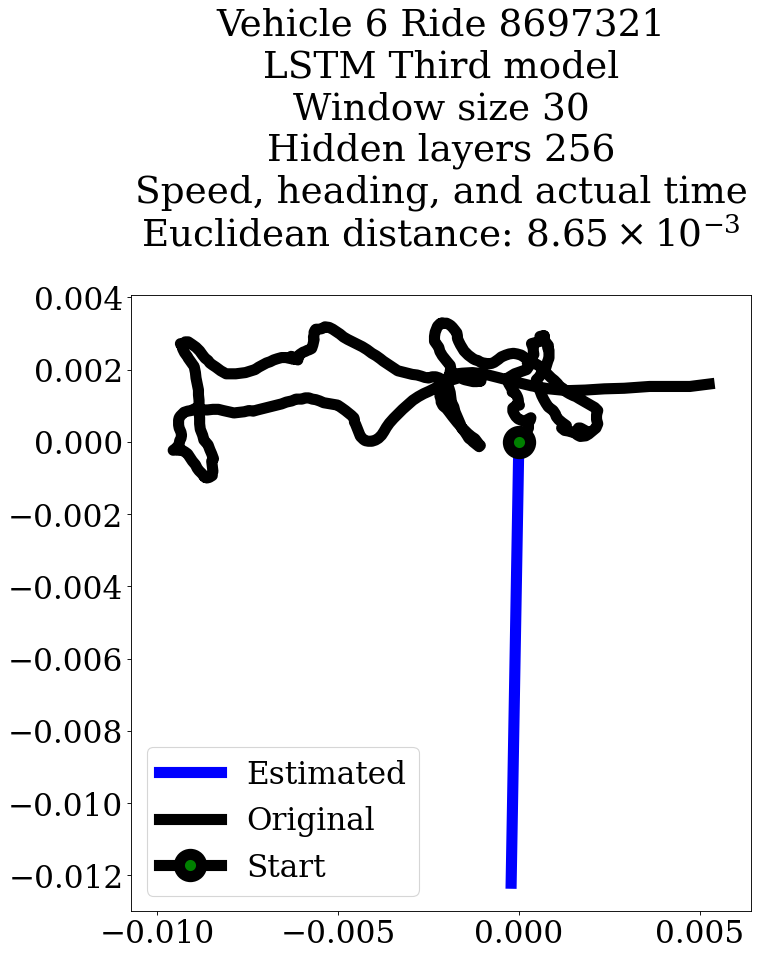 Vehicle 6 Ride 8697321
LSTM Third model
Window size 30
Hidden layers 256
Speed, heading, and actual time
Euclidean distance: 8.65 × 10⁻³
0.004
0.002
0.000
−0.002
−0.004
−0.006
−0.008
−0.010
−0.012
Estimated
Original
Start
−0.010
−0.005
0.000
0.005